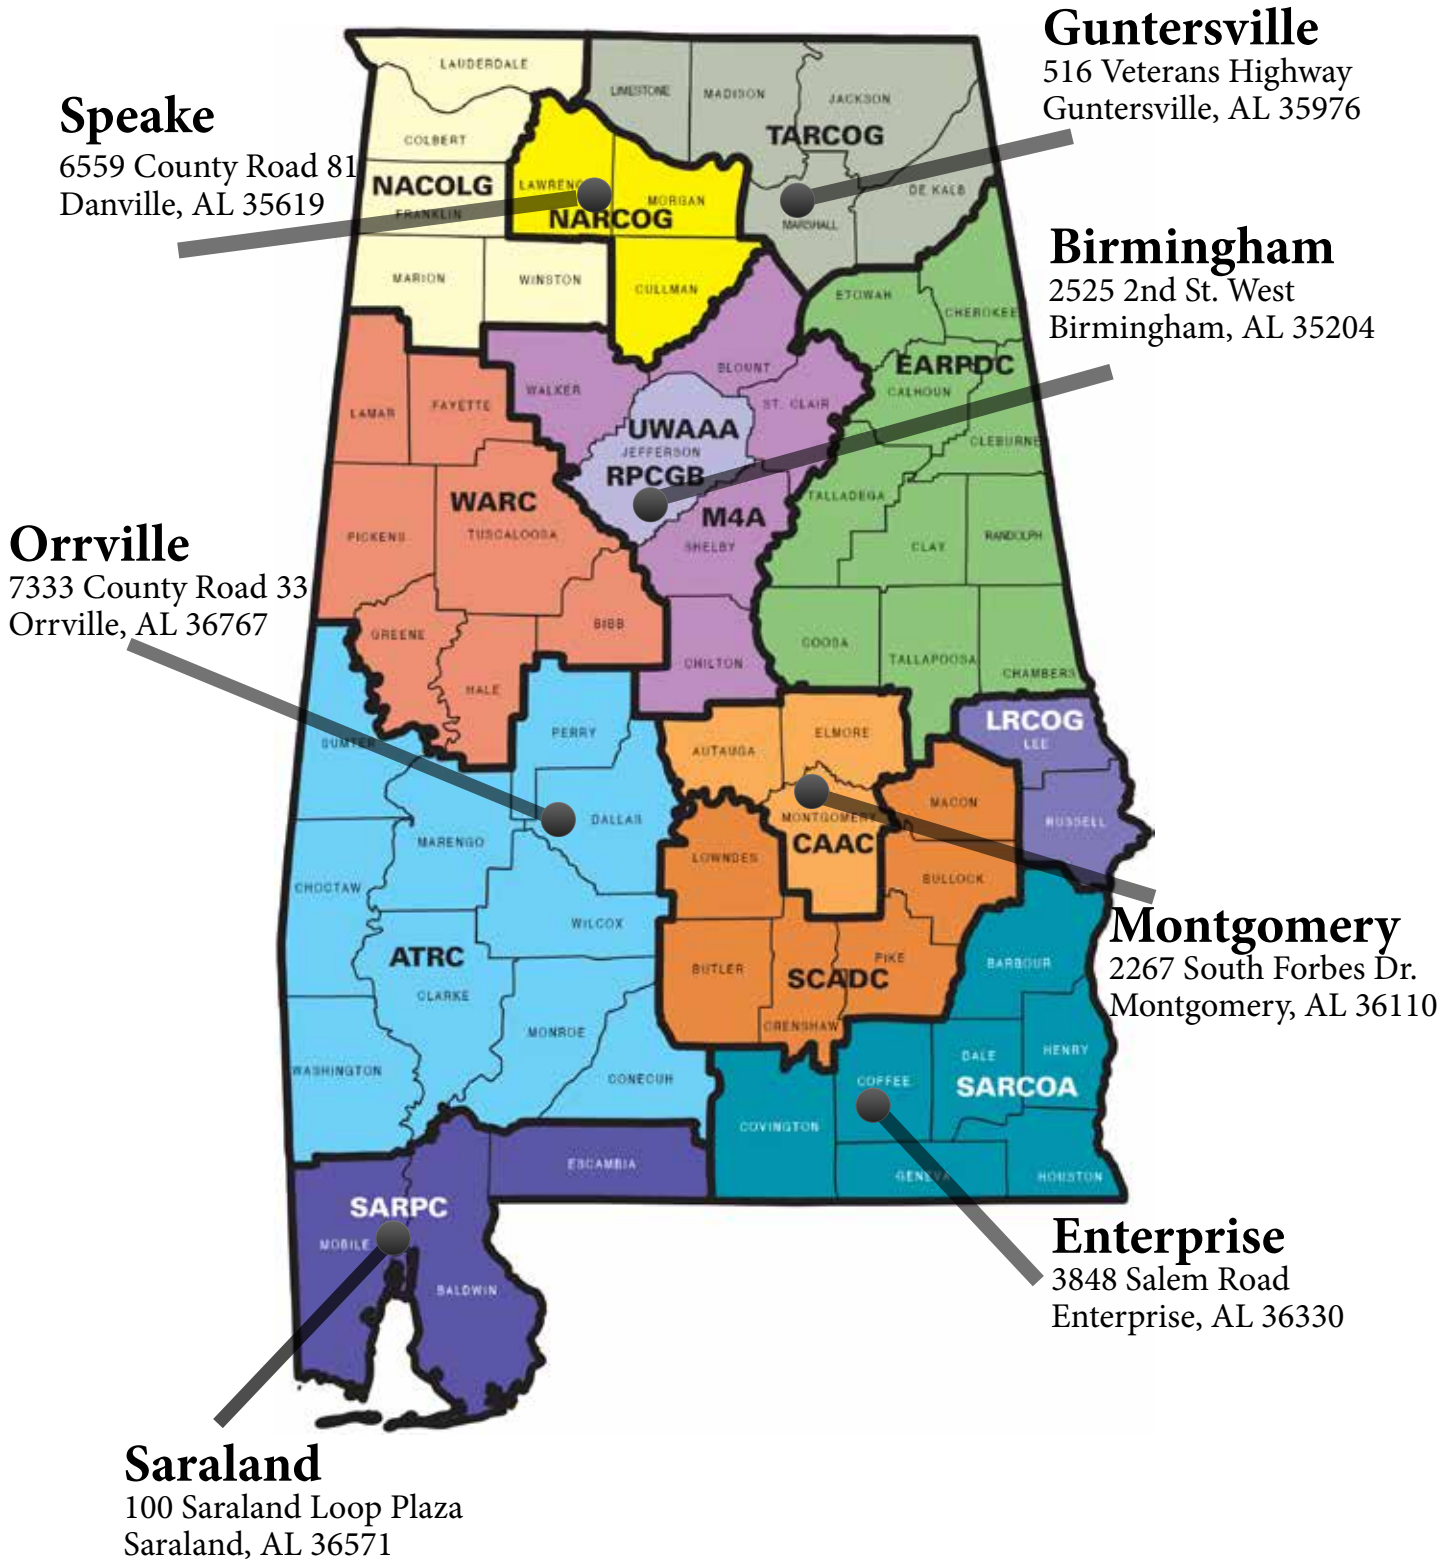 Guntersville
516 Veterans Highway
Guntersville, AL 35976
Speake
6559 County Road 81
Danville, AL 35619
Birmingham
2525 2nd St. West
Birmingham, AL 35204
Orrville
7333 County Road 33
Orrville, AL 36767
Montgomery
2267 South Forbes Dr.
Montgomery, AL 36110
Enterprise
3848 Salem Road
Enterprise, AL 36330
Saraland
100 Saraland Loop Plaza
Saraland, AL 36571
LAUDERDALE
COLBERT
NACOLG
FRANKLIN
MARION
WINSTON
LIMESTONE
MADISON
JACKSON
TARCOG
DE KALB
MARSHALL
LAWRENC
MORGAN
NARCOG
CULLMAN
ETOWAH
CHEROKEE
EARPDC
CALHOUN
CLEBURNE
TALLADEGA
CLAY
RANDOLPH
COOSA
TALLAPOOSA
CHAMBERS
WALKER
BLOUNT
ST. CLAIR
UWAAA
JEFFERSON
RPCGB
M4A
SHELBY
CHILTON
LAMAR
FAYETTE
WARC
PICKENS
TUSCALOOSA
GREENE
BIBB
HALE
SUMTER
PERRY
DALLAS
MARENGO
CHOCTAW
WILCOX
ATRC
CLARKE
MONROE
WASHINGTON
CONECUH
AUTAUGA
ELMORE
MONTGOMERY
CAAC
LRCOG
LEE
RUSSELL
MACON
LOWNDES
BULLOCK
BUTLER
PIKE
SCADC
CRENSHAW
BARBOUR
COFFEE
DALE
HENRY
SARCOA
COVINGTON
GENEVA
HOUSTON
ESCAMBIA
SARPC
MOBILE
BALDWIN